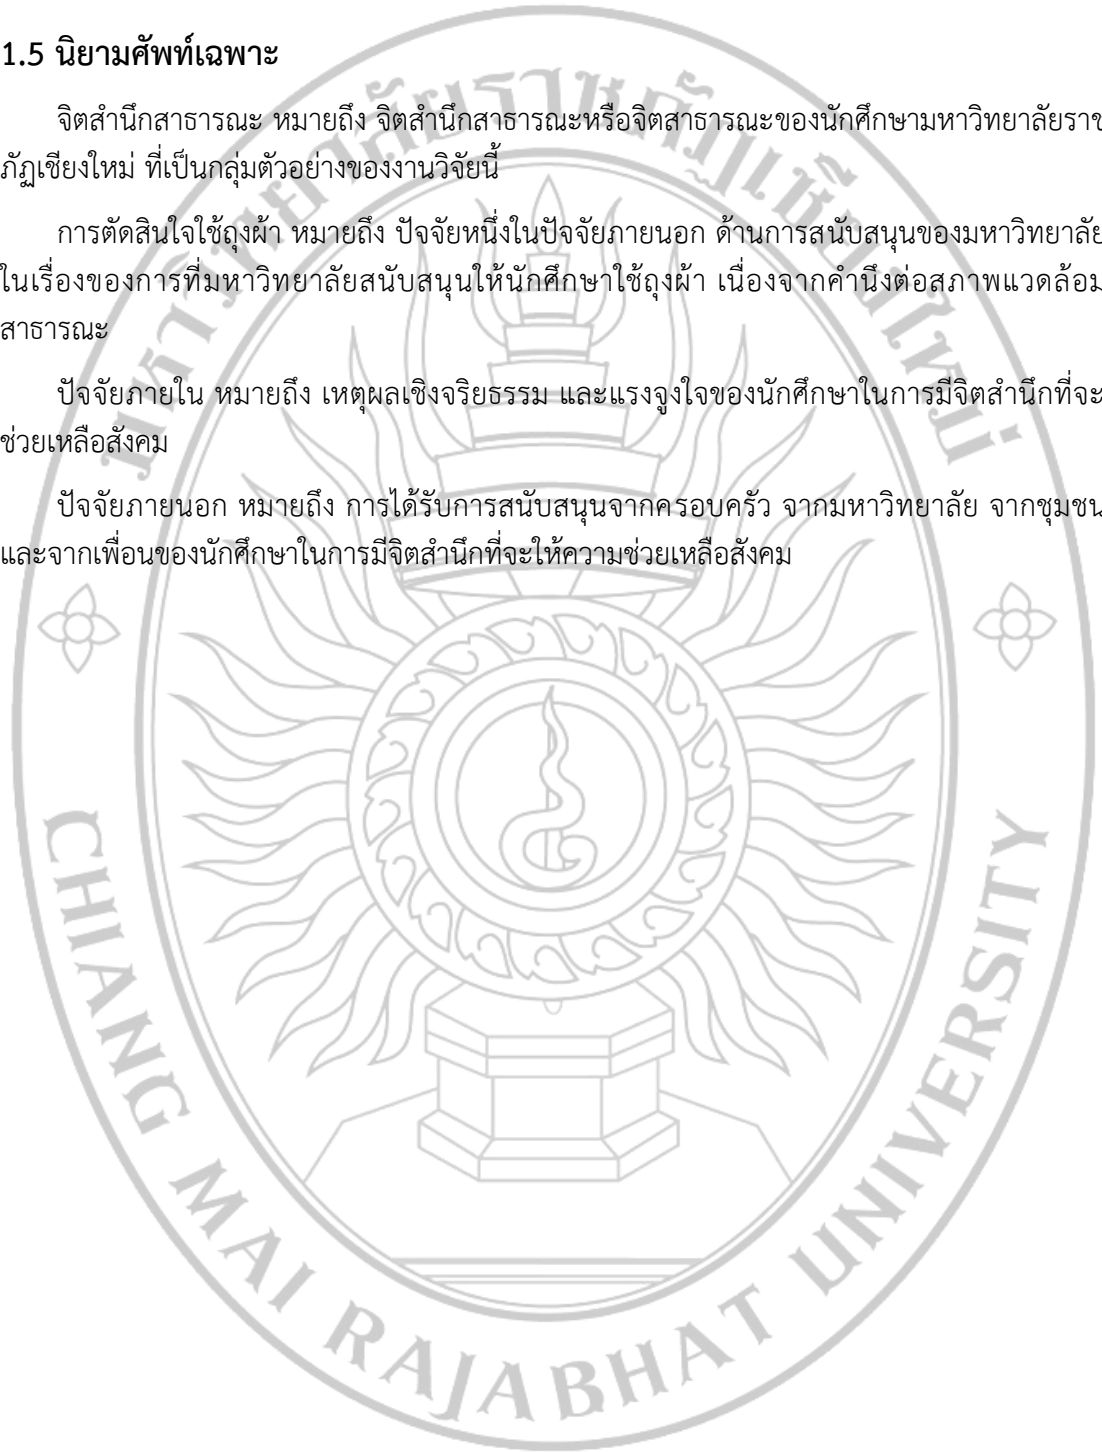 1.5 นิยามศัพท์เฉพาะ
จิตสำนึกสาธารณะ หมายถึง จิตสำนึกสาธารณะหรือจิตสาธารณะของนักศึกษามหาวิทยาลัยราช
ภัฏเชียงใหม่ ที่เป็นกลุ่มตัวอย่างของงานวิจัยนี้
การตัดสินใจใช้ถุงผ้า หมายถึง ปัจจัยหนึ่งในปัจจัยภายนอก ด้านการสนับสนุนของมหาวิทยาลัย
ในเรื่องของการที่มหาวิทยาลัยสนับสนุนให้นักศึกษาใช้ถุงผ้า เนื่องจากคำนึงต่อสภาพแวดล้อม
สาธารณะ
ปัจจัยภายใน หมายถึง เหตุผลเชิงจริยธรรม และแรงจูงใจของนักศึกษาในการมีจิตสำนึกที่จะ
ช่วยเหลือสังคม
ปัจจัยภายนอก หมายถึง การได้รับการสนับสนุนจากครอบครัว จากมหาวิทยาลัย จากชุมชน
และจากเพื่อนของนักศึกษาในการมีจิตสำนึกที่จะให้ความช่วยเหลือสังคม
มหาวิทยาลัยราชภัฏเชียงใหม่
CHIANG MAI RAJABHAT UNIVERSITY